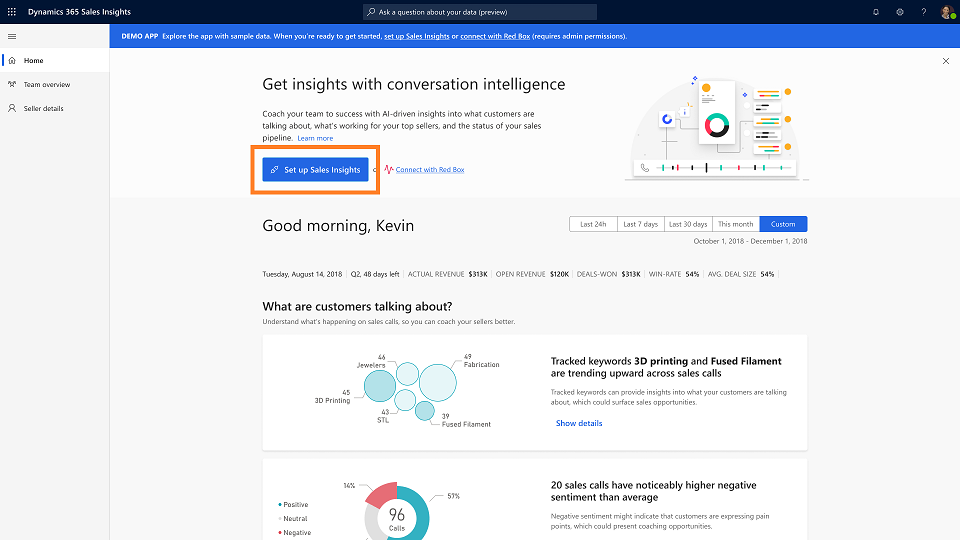 Dynamics 365 Sales Insights
Ask a question about your data (preview)
DEMO APP Explore the app with sample data. When you're ready to get started, set up Sales Insights or connect with Red Box (requires admin permissions).
Home
Team overview
Seller details
Get insights with conversation intelligence
Coach your team to success with AI-driven insights into what customers are
talking about, what's working for your top sellers, and the status of your sales
pipeline. Learn more
Set up Sales Insights
Connect with Red Box
Good morning, Kevin
Last 24h Last 7 days Last 30 days This month Custom
October 1, 2018 - December 1, 2018
Tuesday, August 14, 2018 Q2, 48 days left ACTUAL REVENUE $313K OPEN REVENUE $120K DEALS-WON $313K WIN-RATE 54% AVG. DEAL SIZE 54%
What are customers talking about?
Understand what's happening on sales calls, so you can coach your sellers better.
46
Jewelers
49
Fabrication
45
3D Printing
43
STL
39
Fused Filament
Tracked keywords 3D printing and Fused Filament
are trending upward across sales calls
Tracked keywords can provide insights into what your customers are talking
about, which could surface sales opportunities.
Show details
14%
57%
Positive
Neutral
Negative
96
Calls
20 sales calls have noticeably higher negative
sentiment than average
Negative sentiment might indicate that customers are expressing pain
points, which could present coaching opportunities.